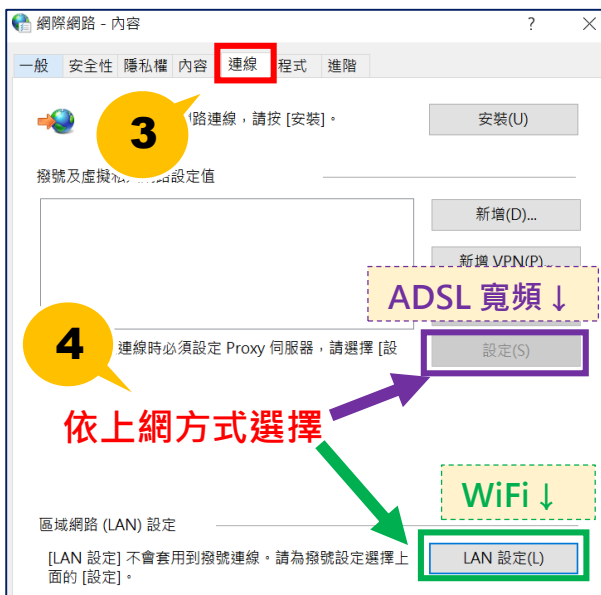 網際網路 - 內容
一般 安全性 隱私權 內容 連線 程式 進階
3
路連線，請按 [安裝]。
安裝(U)
撥號及虛擬私 路設定值
新增(D)...
新增 VPN(P)...
ADSL 寬頻↓
4
連線時必須設定 Proxy 伺服器，請選擇 [設
設定(S)
依上網方式選擇
WiFi↓
區域網路 (LAN) 設定
[LAN 設定] 不會套用到撥號連線。請為撥號設定選擇上
面的 [設定]。
LAN 設定(L)